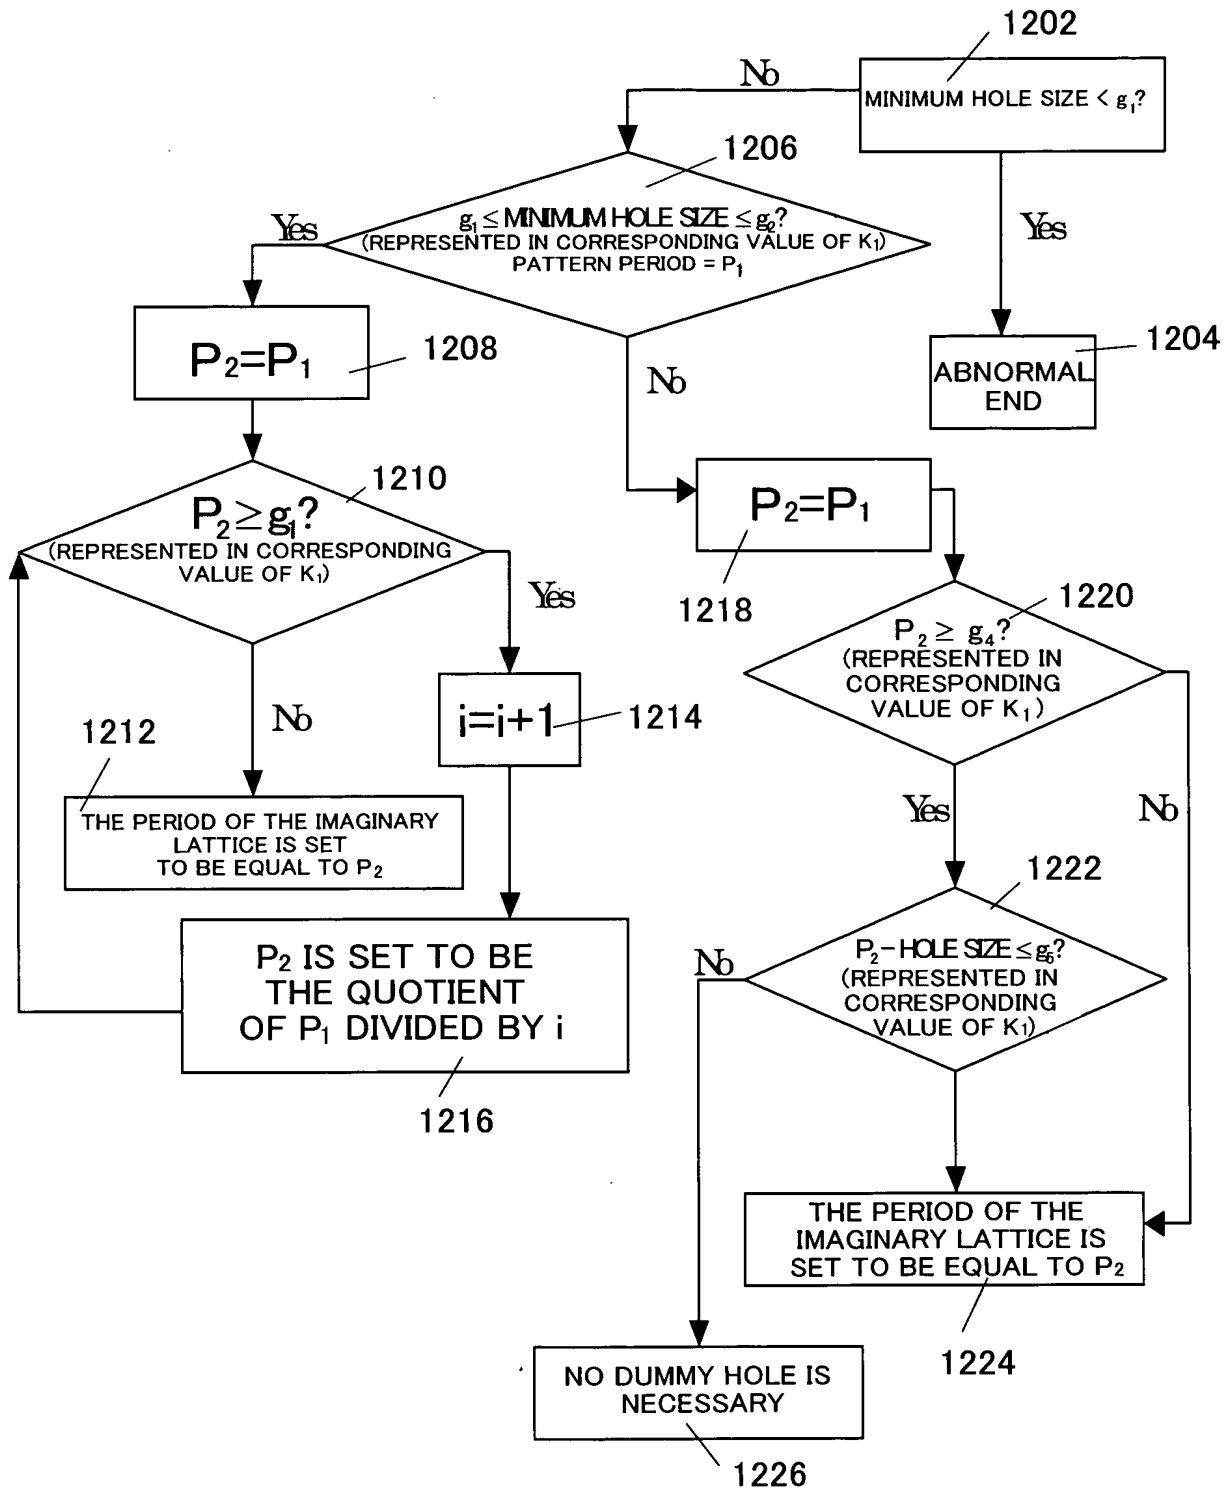 1202
MINIMUM HOLE SIZE < g1?
No
1206
g1 ≤ MINIMUM HOLE SIZE ≤ g2?
(REPRESENTED IN CORRESPONDING VALUE OF K1)
PATTERN PERIOD = P1
Yes
Yes
P2=P1
1208
1204
ABNORMAL
END
No
1210
P2 ≥ g1?
(REPRESENTED IN CORRESPONDING
VALUE OF K1)
P2=P1
1218
Yes
1220
P2 ≥ g4?
(REPRESENTED IN
CORRESPONDING
VALUE OF K1)
i=i+1
1214
No
1212
THE PERIOD OF THE IMAGINARY
LATTICE IS SET
TO BE EQUAL TO P2
Yes
No
1222
P2 – HOLE SIZE ≤ g6?
(REPRESENTED IN
CORRESPONDING
VALUE OF K1)
No
P2 IS SET TO BE
THE QUOTIENT
OF P1 DIVIDED BY i
1216
THE PERIOD OF THE
IMAGINARY LATTICE IS
SET TO BE EQUAL TO P2
1224
NO DUMMY HOLE IS
NECESSARY
1226